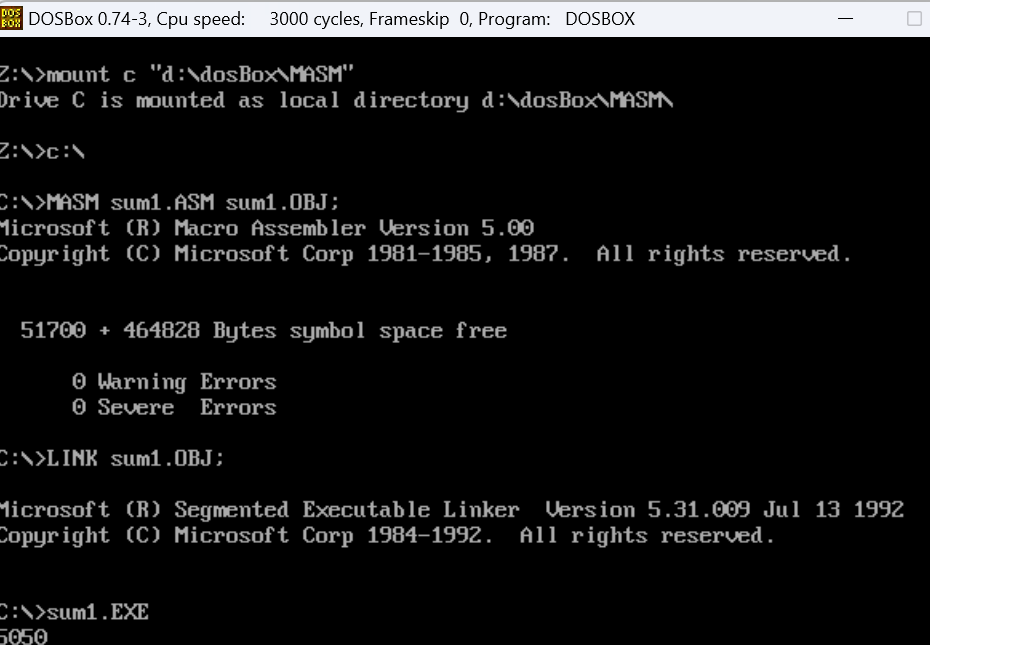 DOS BOX DOSBox 0.74-3, Cpu speed: 3000 cycles, Frameskip 0, Program: DOSBOX
Z:\>mount c "d:\dosBox\MASM"
Drive C is mounted as local directory d:\dosBox\MASM\
Z:\>c:\
C:\>MASM sum1.ASM sum1.OBJ;
Microsoft (R) Macro Assembler Version 5.00
Copyright (C) Microsoft Corp 1981-1985, 1987.  All rights reserved.
51700 + 464828 Bytes symbol space free
0 Warning Errors
0 Severe  Errors
C:\>LINK sum1.OBJ;
Microsoft (R) Segmented Executable Linker  Version 5.31.009 Jul 13 1992
Copyright (C) Microsoft Corp 1984-1992.  All rights reserved.
C:\>sum1.EXE
5050